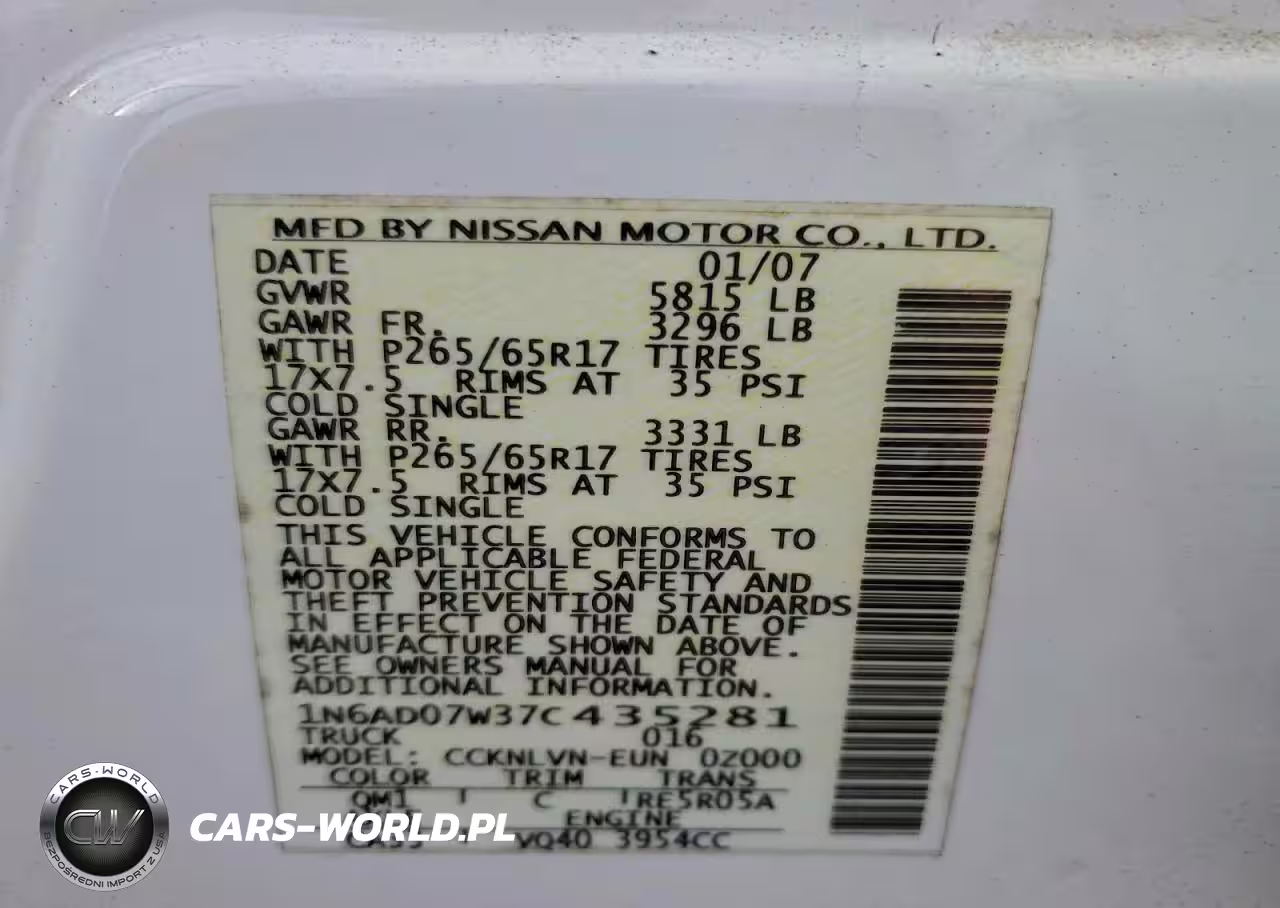 MFD BY NISSAN MOTOR CO., LTD.
DATE 01/07
GVWR 5815 LB
GAWR FR. 3296 LB
WITH P265/65R17 TIRES
17X7.5 RIMS AT 35 PSI
COLD SINGLE
GAWR RR. 3331 LB
WITH P265/65R17 TIRES
17X7.5 RIMS AT 35 PSI
COLD SINGLE
THIS VEHICLE CONFORMS TO
ALL APPLICABLE FEDERAL
MOTOR VEHICLE SAFETY AND
THEFT PREVENTION STANDARDS
IN EFFECT ON THE DATE OF
MANUFACTURE SHOWN ABOVE.
SEE OWNERS MANUAL FOR
ADDITIONAL INFORMATION.
1N6AD07W37C435281
TRUCK 016
MODEL: CCKNLVN-EUN 0Z000
COLOR TRIM TRANS
QM1 C RE5R05A
ENGINE
VQ40 3954CC
CARS-WORLD
CW
BEZPOŚREDNI IMPORT Z USA
CARS-WORLD.PL